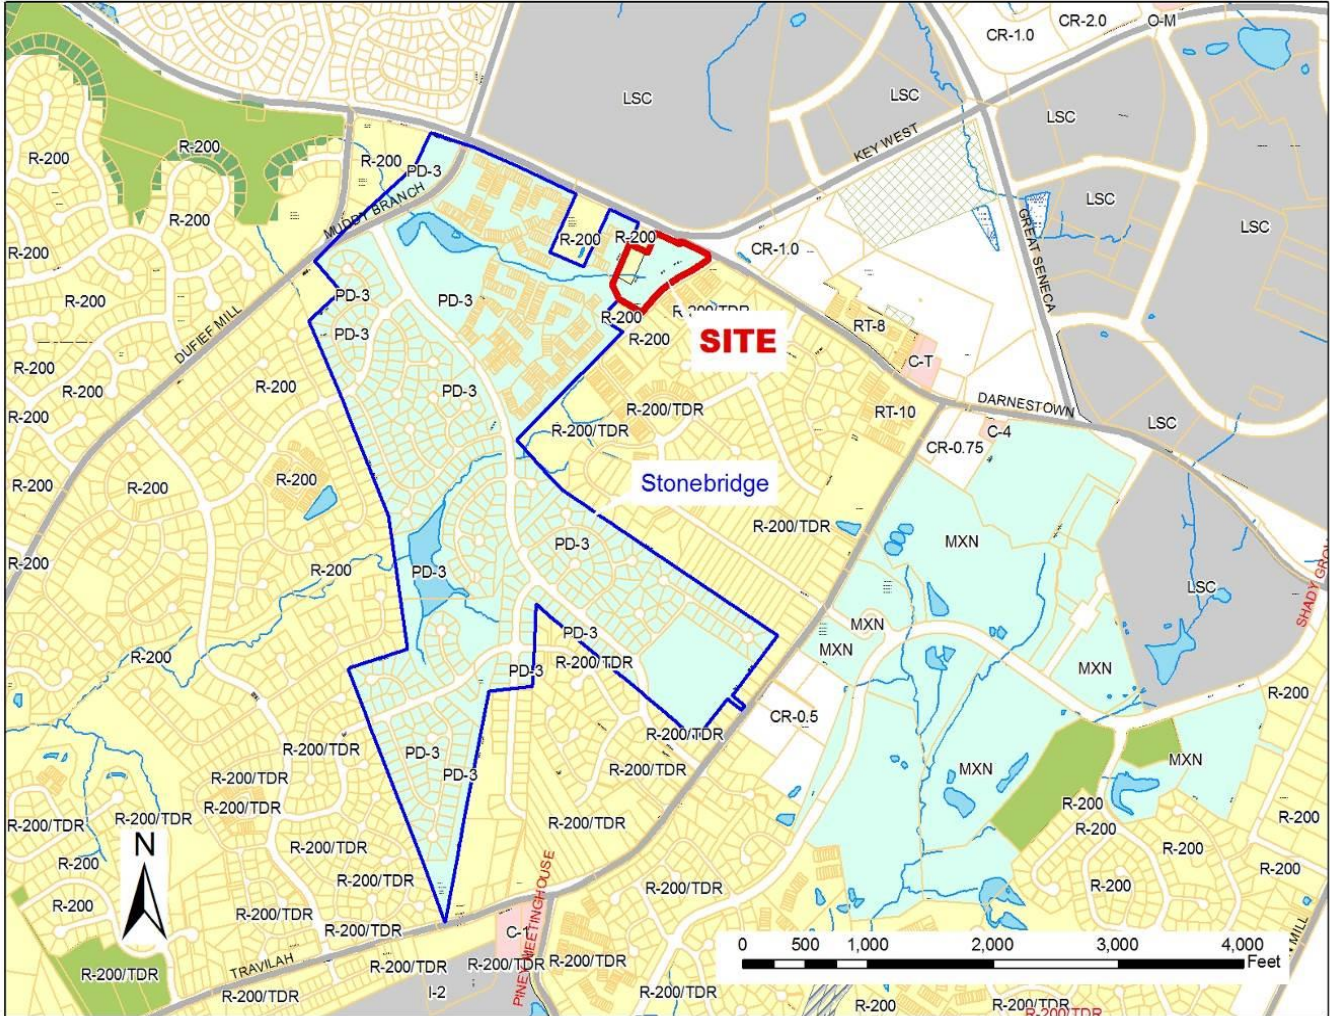 CR-2.0
O-M
CR-1.0
LSC
LSC
LSC
KEY WEST
R-200
R-200
R-200
PD-3
MUDDY BRANCH
R-200
LSC
LSC
GREAT SENECA
R-200
R-200
R-200
CR-1.0
R-200
R-200
PD-3
PD-3
R-200
R-200/TDR
DUFIEF MILL
PD-3
R-200
SITE
RT-8
C-T
R-200
R-200
R-200
PD-3
DARNESTOWN
R-200
R-200/TDR
RT-10
R-200
R-200/TDR
C-4
LSC
CR-0.75
R-200
R-200
R-200
Stonebridge
R-200/TDR
R-200
PD-3
MXN
R-200
PD-3
LSC
SHADY GRO
MXN
PD-3
MXN
R-200
R-200/TDR
PD-3
MXN
R-200
CR-0.5
R-200/TDR
R-200/TDR
PD-3
MXN
R-200/TDR
R-200/TDR
PD-3
MXN
R-200/TDR
R-200
R-200/TDR
R-200/TDR
R-200/TDR
R-200
R-200
N
R-200/TDR
R-200
R-200
R-200/TDR
R-200/TDR
R-200
R-200
R-200/TDR
R-200/TDR
C-1
PINEY MEETINGHOUSE
MILL
0 500 1,000 2,000 3,000 4,000
Feet
TRAVILAH
R-200/TDR
R-200/TDR
R-200/TDR
R-200/TDR
R-200/TDR
I-2
R-200/TDR
R-200
R-200/TDR
R-200/TDR